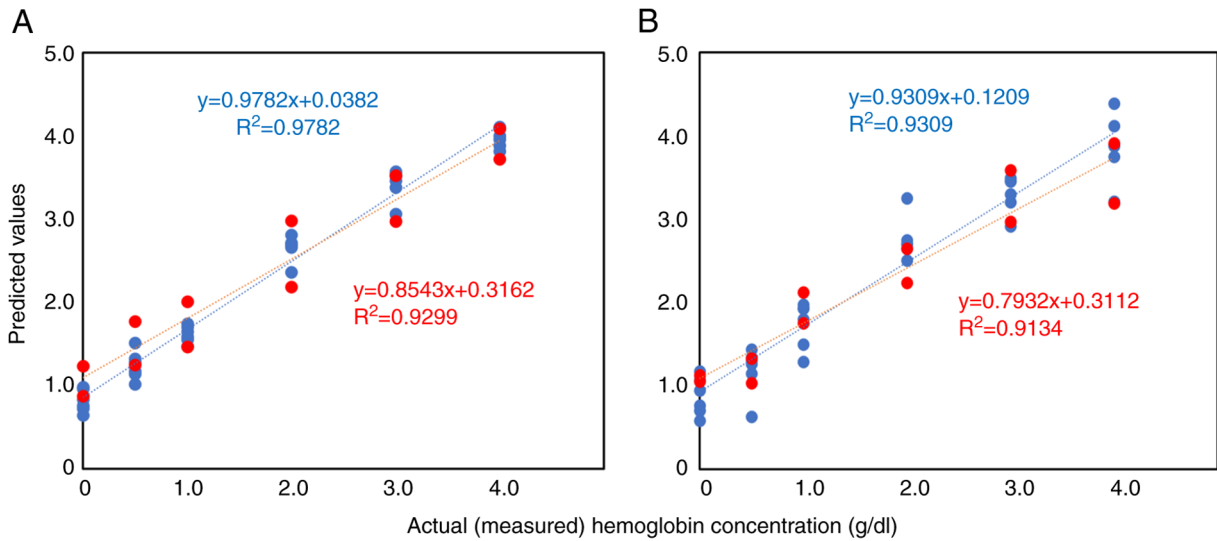 A
B
5.0
4.0
3.0
2.0
1.0
0
y=0.9782x+0.0382
R²=0.9782
y=0.8543x+0.3162
R²=0.9299
0 1.0 2.0 3.0 4.0
5.0
4.0
3.0
2.0
1.0
0
y=0.9309x+0.1209
R²=0.9309
y=0.7932x+0.3112
R²=0.9134
0 1.0 2.0 3.0 4.0
Predicted values
Actual (measured) hemoglobin concentration (g/dl)